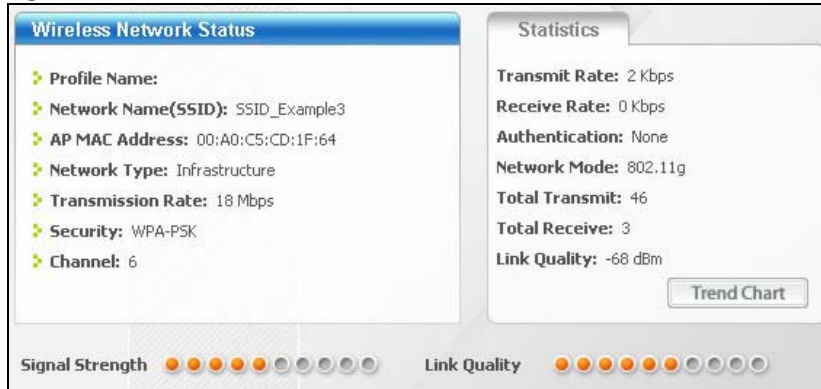 Wireless Network Status
Profile Name:
Network Name(SSID): SSID_Example3
AP MAC Address: 00:A0:C5:CD:1F:64
Network Type: Infrastructure
Transmission Rate: 18 Mbps
Security: WPA-PSK
Channel: 6
Statistics
Transmit Rate: 2 Kbps
Receive Rate: 0 Kbps
Authentication: None
Network Mode: 802.11g
Total Transmit: 46
Total Receive: 3
Link Quality: -68 dBm
Trend Chart
Signal Strength
Link Quality